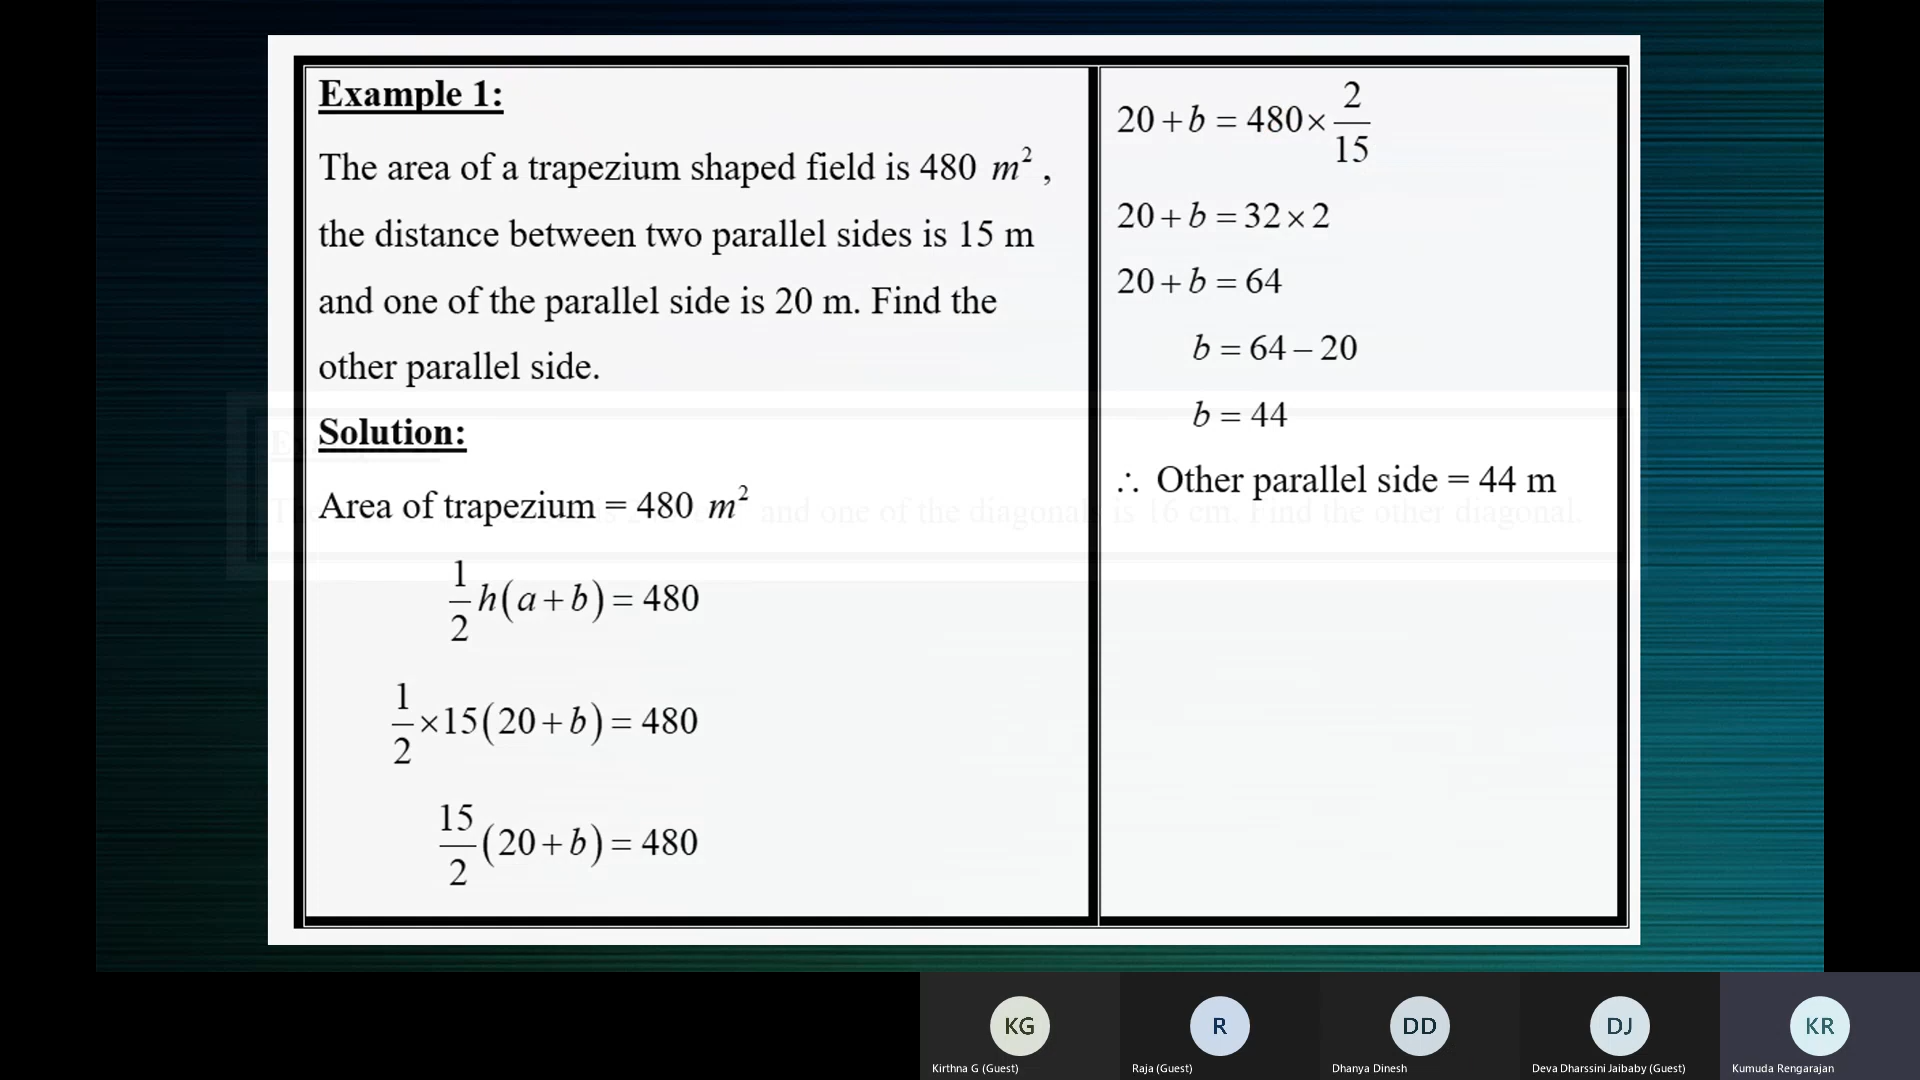 Example 1:
The area of a trapezium shaped field is 480 m² ,
the distance between two parallel sides is 15 m
and one of the parallel side is 20 m. Find the
other parallel side.
Solution:
Area of trapezium = 480 m²
1/2 h(a+b) = 480
1/2 ×15(20+b) = 480
15/2 (20+b) = 480
20+b = 480× 2/15
20+b = 32×2
20+b = 64
b = 64−20
b = 44
∴ Other parallel side = 44 m
and one of the diagonals is 16 cm. Find the other diagonal.
KG
Kirthna G (Guest)
R
Raja (Guest)
DD
Dhanya Dinesh
DJ
Deva Dharssini Jaibaby (Guest)
KR
Kumuda Rengarajan